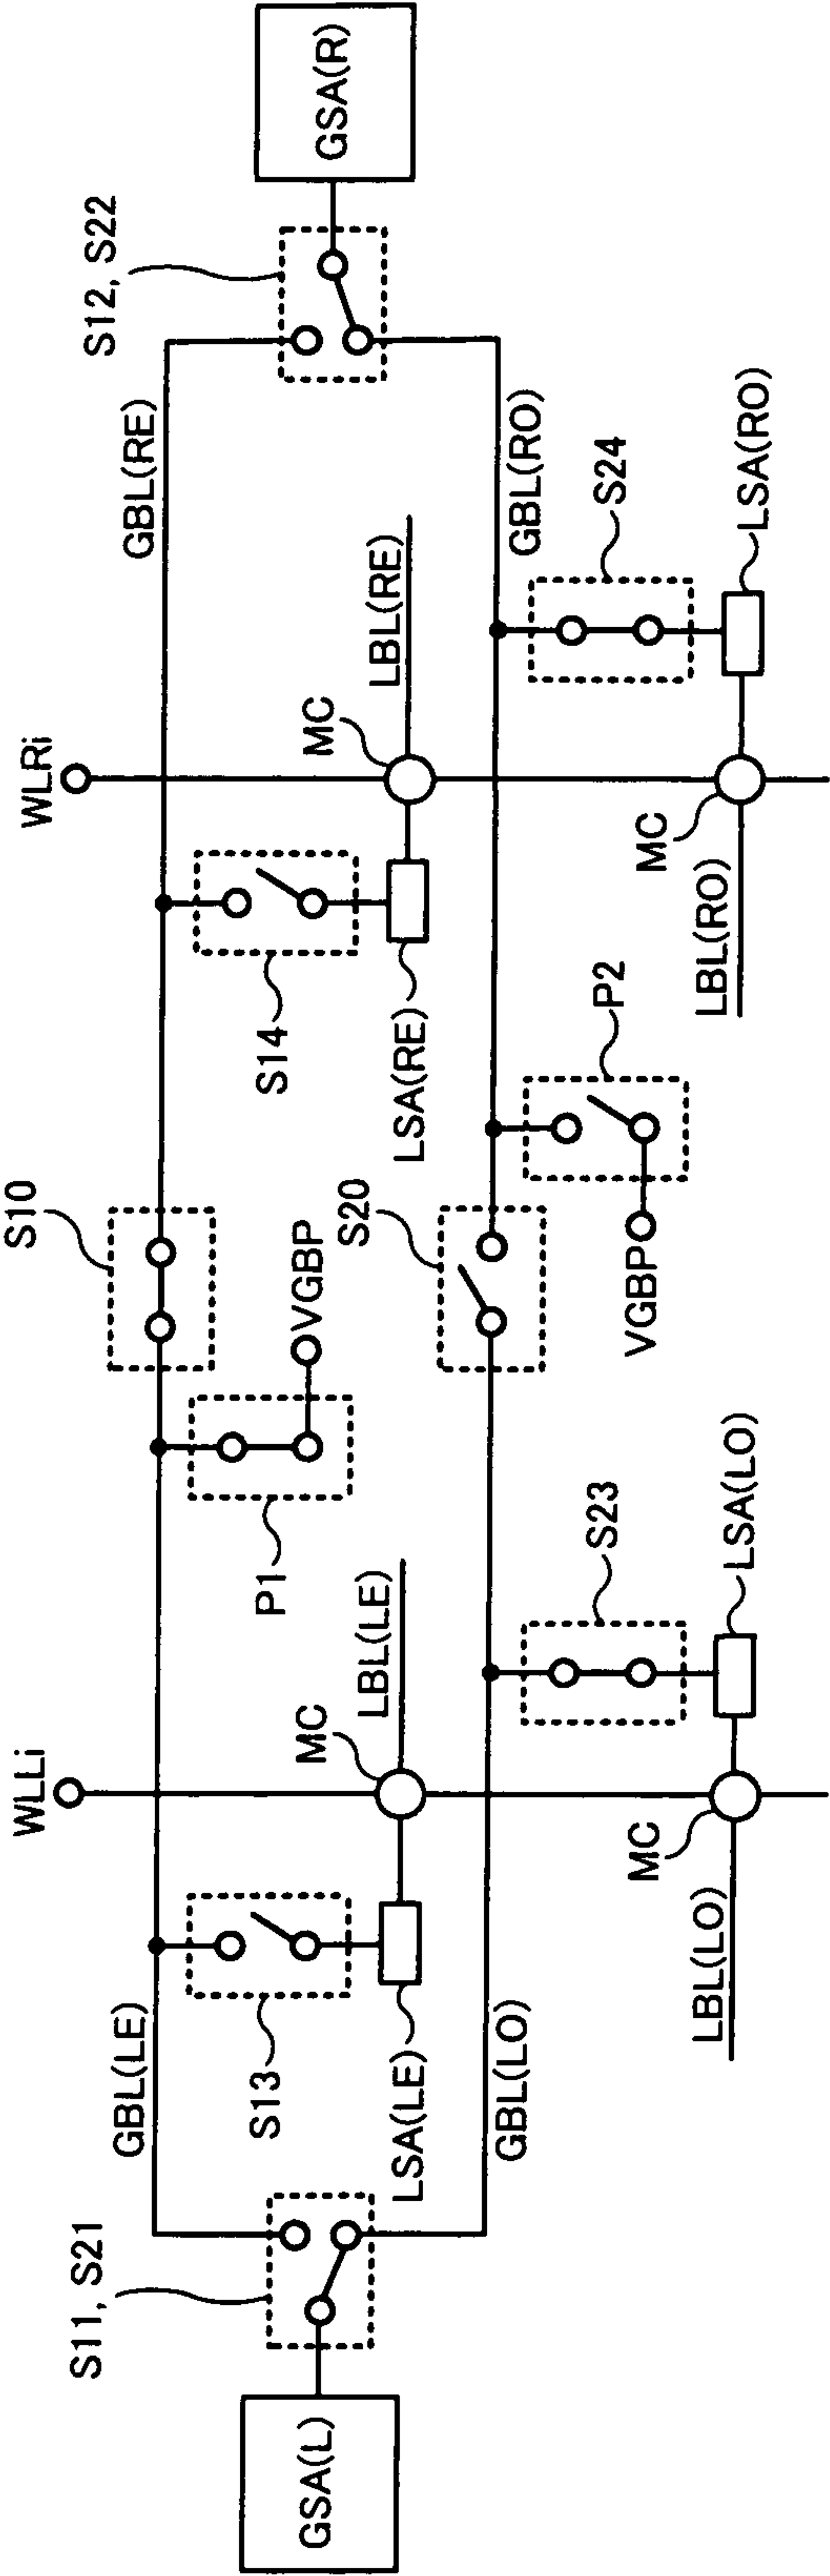 WLLi
WLRi
S10
S11, S21
S12, S22
GBL(LE)
GBL(RE)
P1
VGBP
S13
S14
MC
MC
LBL(LE)
LBL(RE)
LSA(LE)
LSA(RE)
GSA(L)
GSA(R)
S20
GBL(LO)
GBL(RO)
VGBP
P2
S23
S24
MC
MC
LBL(LO)
LBL(RO)
LSA(LO)
LSA(RO)